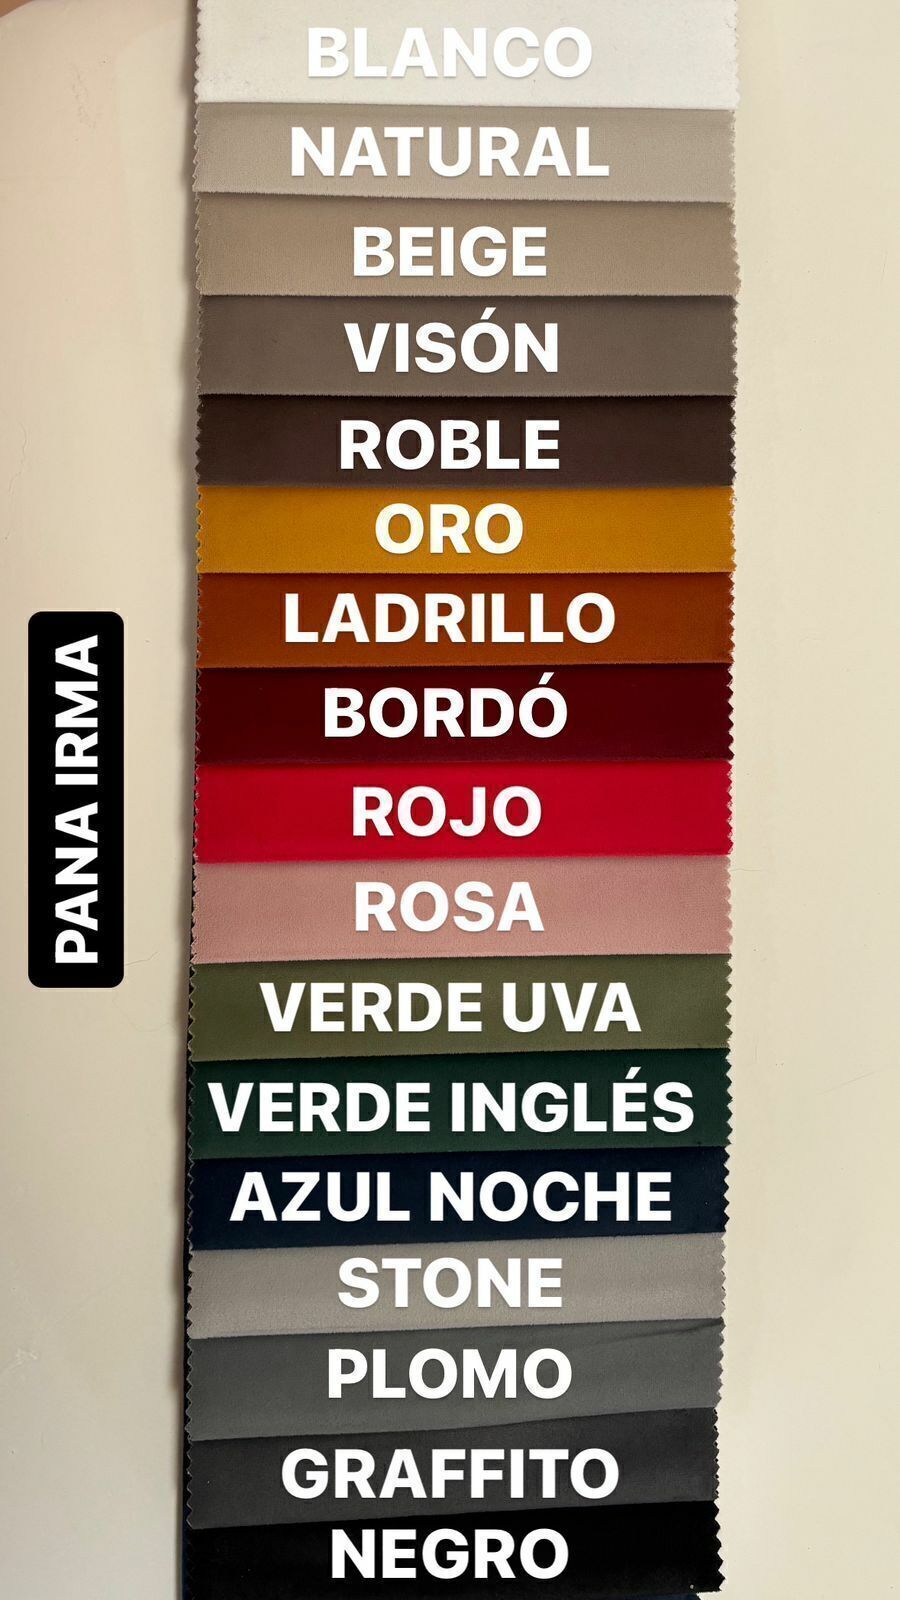 BLANCO
NATURAL
BEIGE
VISÓN
ROBLE
ORO
LADRILLO
BORDÓ
ROJO
ROSA
VERDE UVA
VERDE INGLÉS
AZUL NOCHE
STONE
PLOMO
GRAFFITO
NEGRO
PANA IRMA